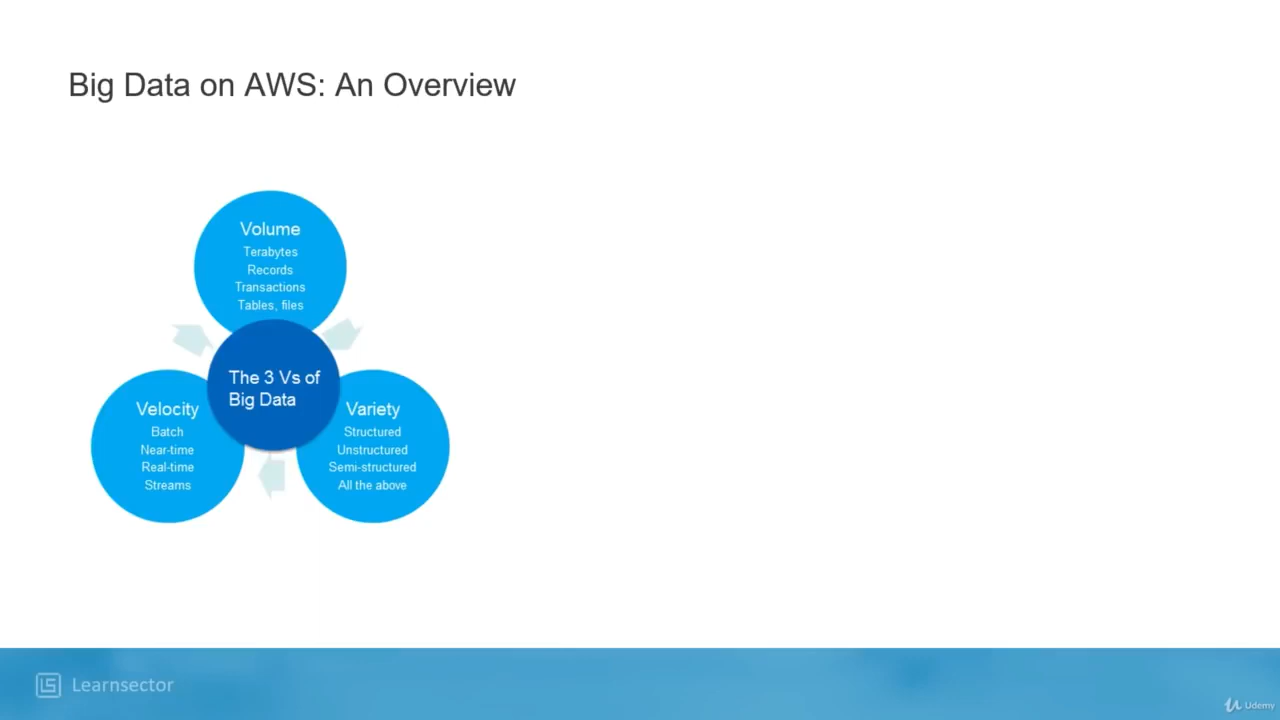 Big Data on AWS: An Overview
Volume
Terabytes
Records
Transactions
Tables, files
The 3 Vs of
Big Data
Velocity
Batch
Near-time
Real-time
Streams
Variety
Structured
Unstructured
Semi-structured
All the above
LS Learnsector
Udemy